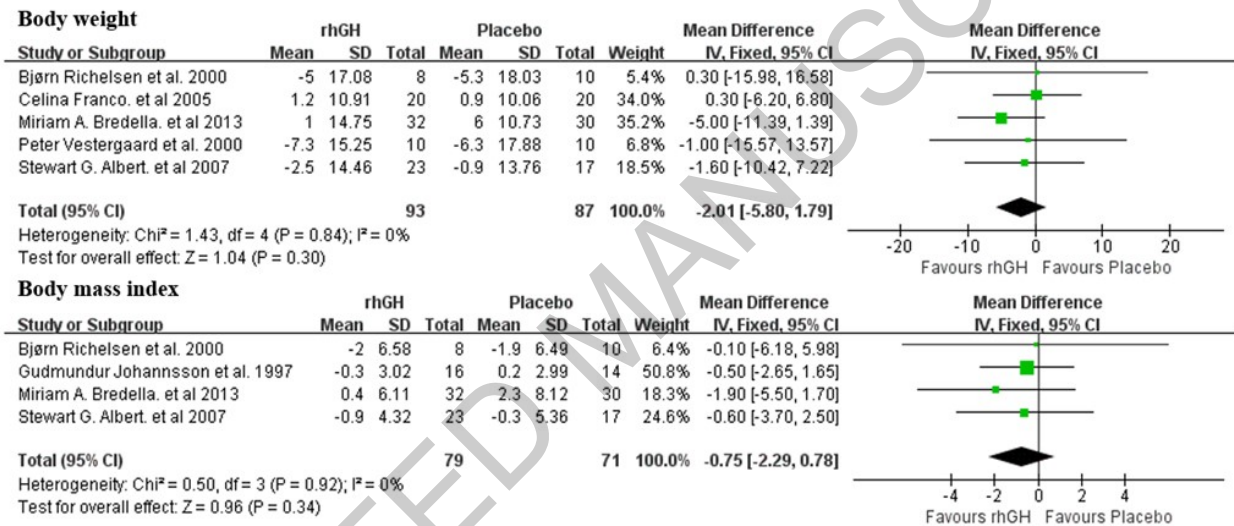 Body weight
rhGH Placebo Mean Difference Mean Difference
Study or Subgroup Mean SD Total Mean SD Total Weight IV, Fixed, 95% CI IV, Fixed, 95% CI
Bjørn Richelsen et al. 2000 -5 17.08 8 -5.3 18.03 10 5.4% 0.30 [-15.98, 16.58]
Celina Franco. et al 2005 1.2 10.91 20 0.9 10.06 20 34.0% 0.30 [-6.20, 6.80]
Miriam A. Bredella. et al 2013 1 14.75 32 6 10.73 30 35.2% -5.00 [-11.39, 1.39]
Peter Vestergaard et al. 2000 -7.3 15.25 10 -6.3 17.88 10 6.8% -1.00 [-15.57, 13.57]
Stewart G. Albert. et al 2007 -2.5 14.46 23 -0.9 13.76 17 18.5% -1.60 [-10.42, 7.22]
Total (95% CI) 93 87 100.0% -2.01 [-5.80, 1.79]
Heterogeneity: Chi² = 1.43, df = 4 (P = 0.84); I² = 0%
Test for overall effect: Z = 1.04 (P = 0.30)
-20 -10 0 10 20
Favours rhGH Favours Placebo
Body mass index
rhGH Placebo Mean Difference Mean Difference
Study or Subgroup Mean SD Total Mean SD Total Weight IV, Fixed, 95% CI IV, Fixed, 95% CI
Bjørn Richelsen et al. 2000 -2 6.58 8 -1.9 6.49 10 6.4% -0.10 [-6.18, 5.98]
Gudmundur Johannsson et al. 1997 -0.3 3.02 16 0.2 2.99 14 50.8% -0.50 [-2.65, 1.65]
Miriam A. Bredella. et al 2013 0.4 6.11 32 2.3 8.12 30 18.3% -1.90 [-5.50, 1.70]
Stewart G. Albert. et al 2007 -0.9 4.32 23 -0.3 5.36 17 24.6% -0.60 [-3.70, 2.50]
Total (95% CI) 79 71 100.0% -0.75 [-2.29, 0.78]
Heterogeneity: Chi² = 0.50, df = 3 (P = 0.92); I² = 0%
Test for overall effect: Z = 0.96 (P = 0.34)
-4 -2 0 2 4
Favours rhGH Favours Placebo